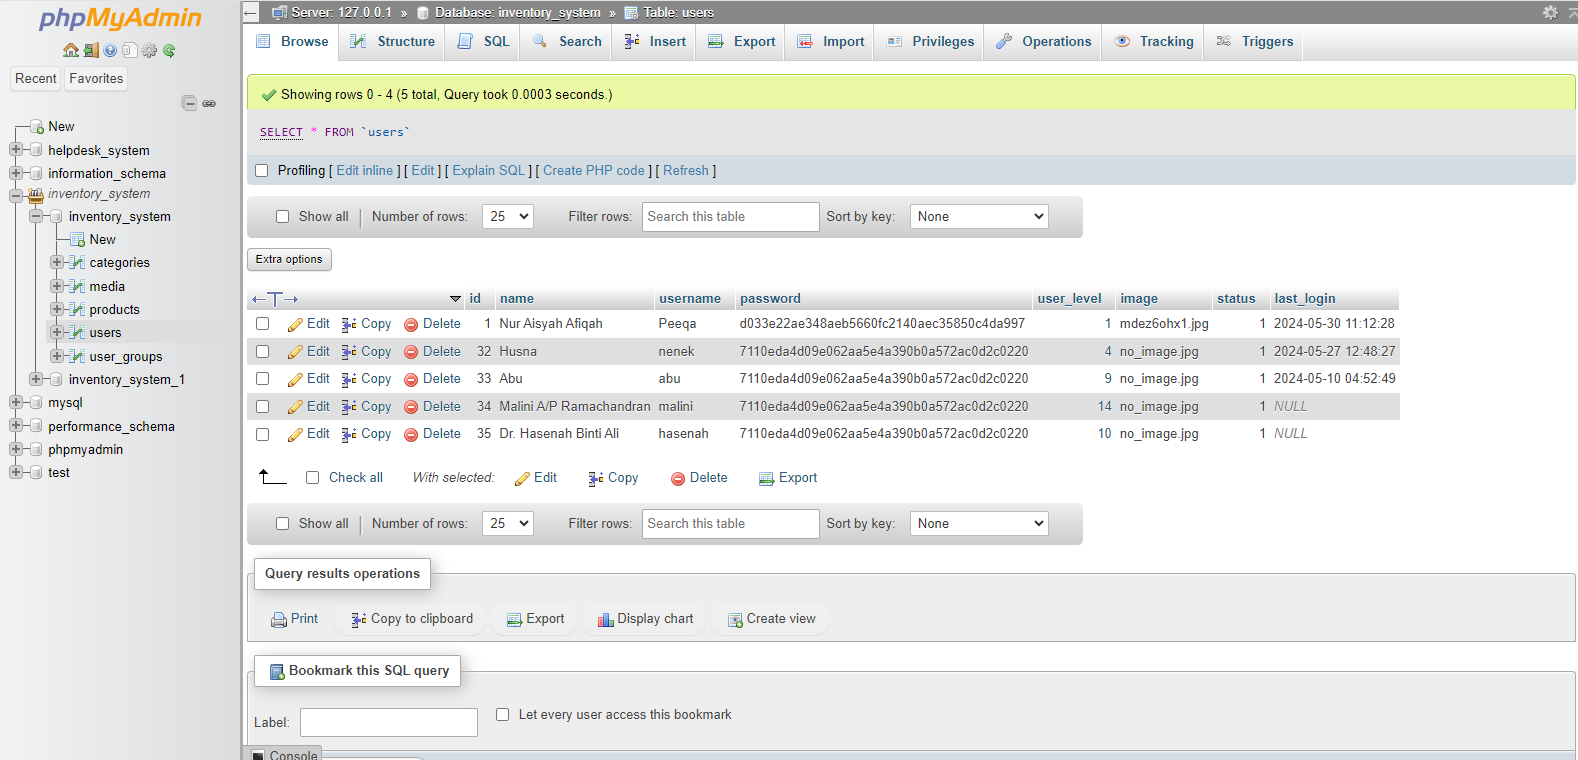 phpMyAdmin
Recent Favorites
New
helpdesk_system
information_schema
inventory_system
inventory_system
New
categories
media
products
users
user_groups
inventory_system_1
mysql
performance_schema
phpmyadmin
test
Server: 127.0.0.1 » Database: inventory_system » Table: users
Browse Structure SQL Search Insert Export Import Privileges Operations Tracking Triggers
Showing rows 0 - 4 (5 total, Query took 0.0003 seconds.)
SELECT * FROM `users`
Profiling [ Edit inline ] [ Edit ] [ Explain SQL ] [ Create PHP code ] [ Refresh ]
Show all | Number of rows: 25 Filter rows: Search this table Sort by key: None
Extra options
←T→ id name username password user_level image status last_login
Edit Copy Delete 1 Nur Aisyah Afiqah Peeqa d033e22ae348aeb5660fc2140aec35850c4da997 1 mdez6ohx1.jpg 1 2024-05-30 11:12:28
Edit Copy Delete 32 Husna nenek 7110eda4d09e062aa5e4a390b0a572ac0d2c0220 4 no_image.jpg 1 2024-05-27 12:48:27
Edit Copy Delete 33 Abu abu 7110eda4d09e062aa5e4a390b0a572ac0d2c0220 9 no_image.jpg 1 2024-05-10 04:52:49
Edit Copy Delete 34 Malini A/P Ramachandran malini 7110eda4d09e062aa5e4a390b0a572ac0d2c0220 14 no_image.jpg 1 NULL
Edit Copy Delete 35 Dr. Hasenah Binti Ali hasenah 7110eda4d09e062aa5e4a390b0a572ac0d2c0220 10 no_image.jpg 1 NULL
Check all With selected: Edit Copy Delete Export
Show all | Number of rows: 25 Filter rows: Search this table Sort by key: None
Query results operations
Print Copy to clipboard Export Display chart Create view
Bookmark this SQL query
Label: Let every user access this bookmark
Console